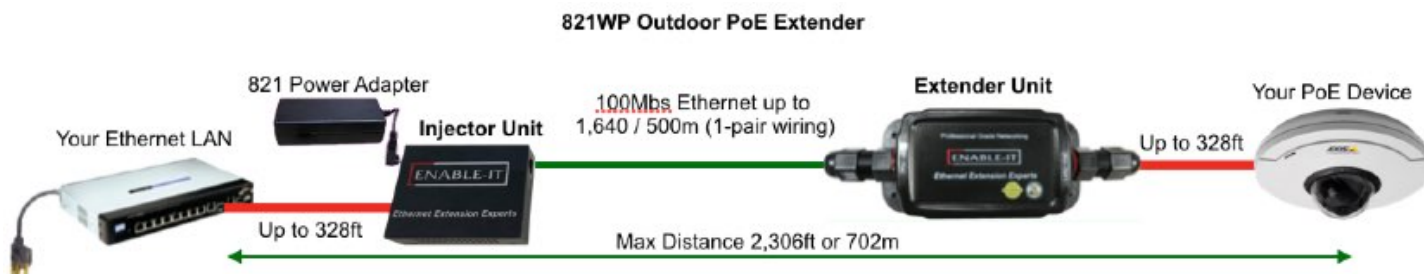 821WP Outdoor PoE Extender
821 Power Adapter
Your Ethernet LAN
Injector Unit
100Mbs Ethernet up to
1,640 / 500m (1-pair wiring)
Extender Unit
Your PoE Device
Up to 328ft
ENABLE-IT
Ethernet Extension Experts
Professional Grade Networking
ENABLE-IT
Ethernet Extension Experts
Up to 328ft
AXIS
Max Distance 2,306ft or 702m